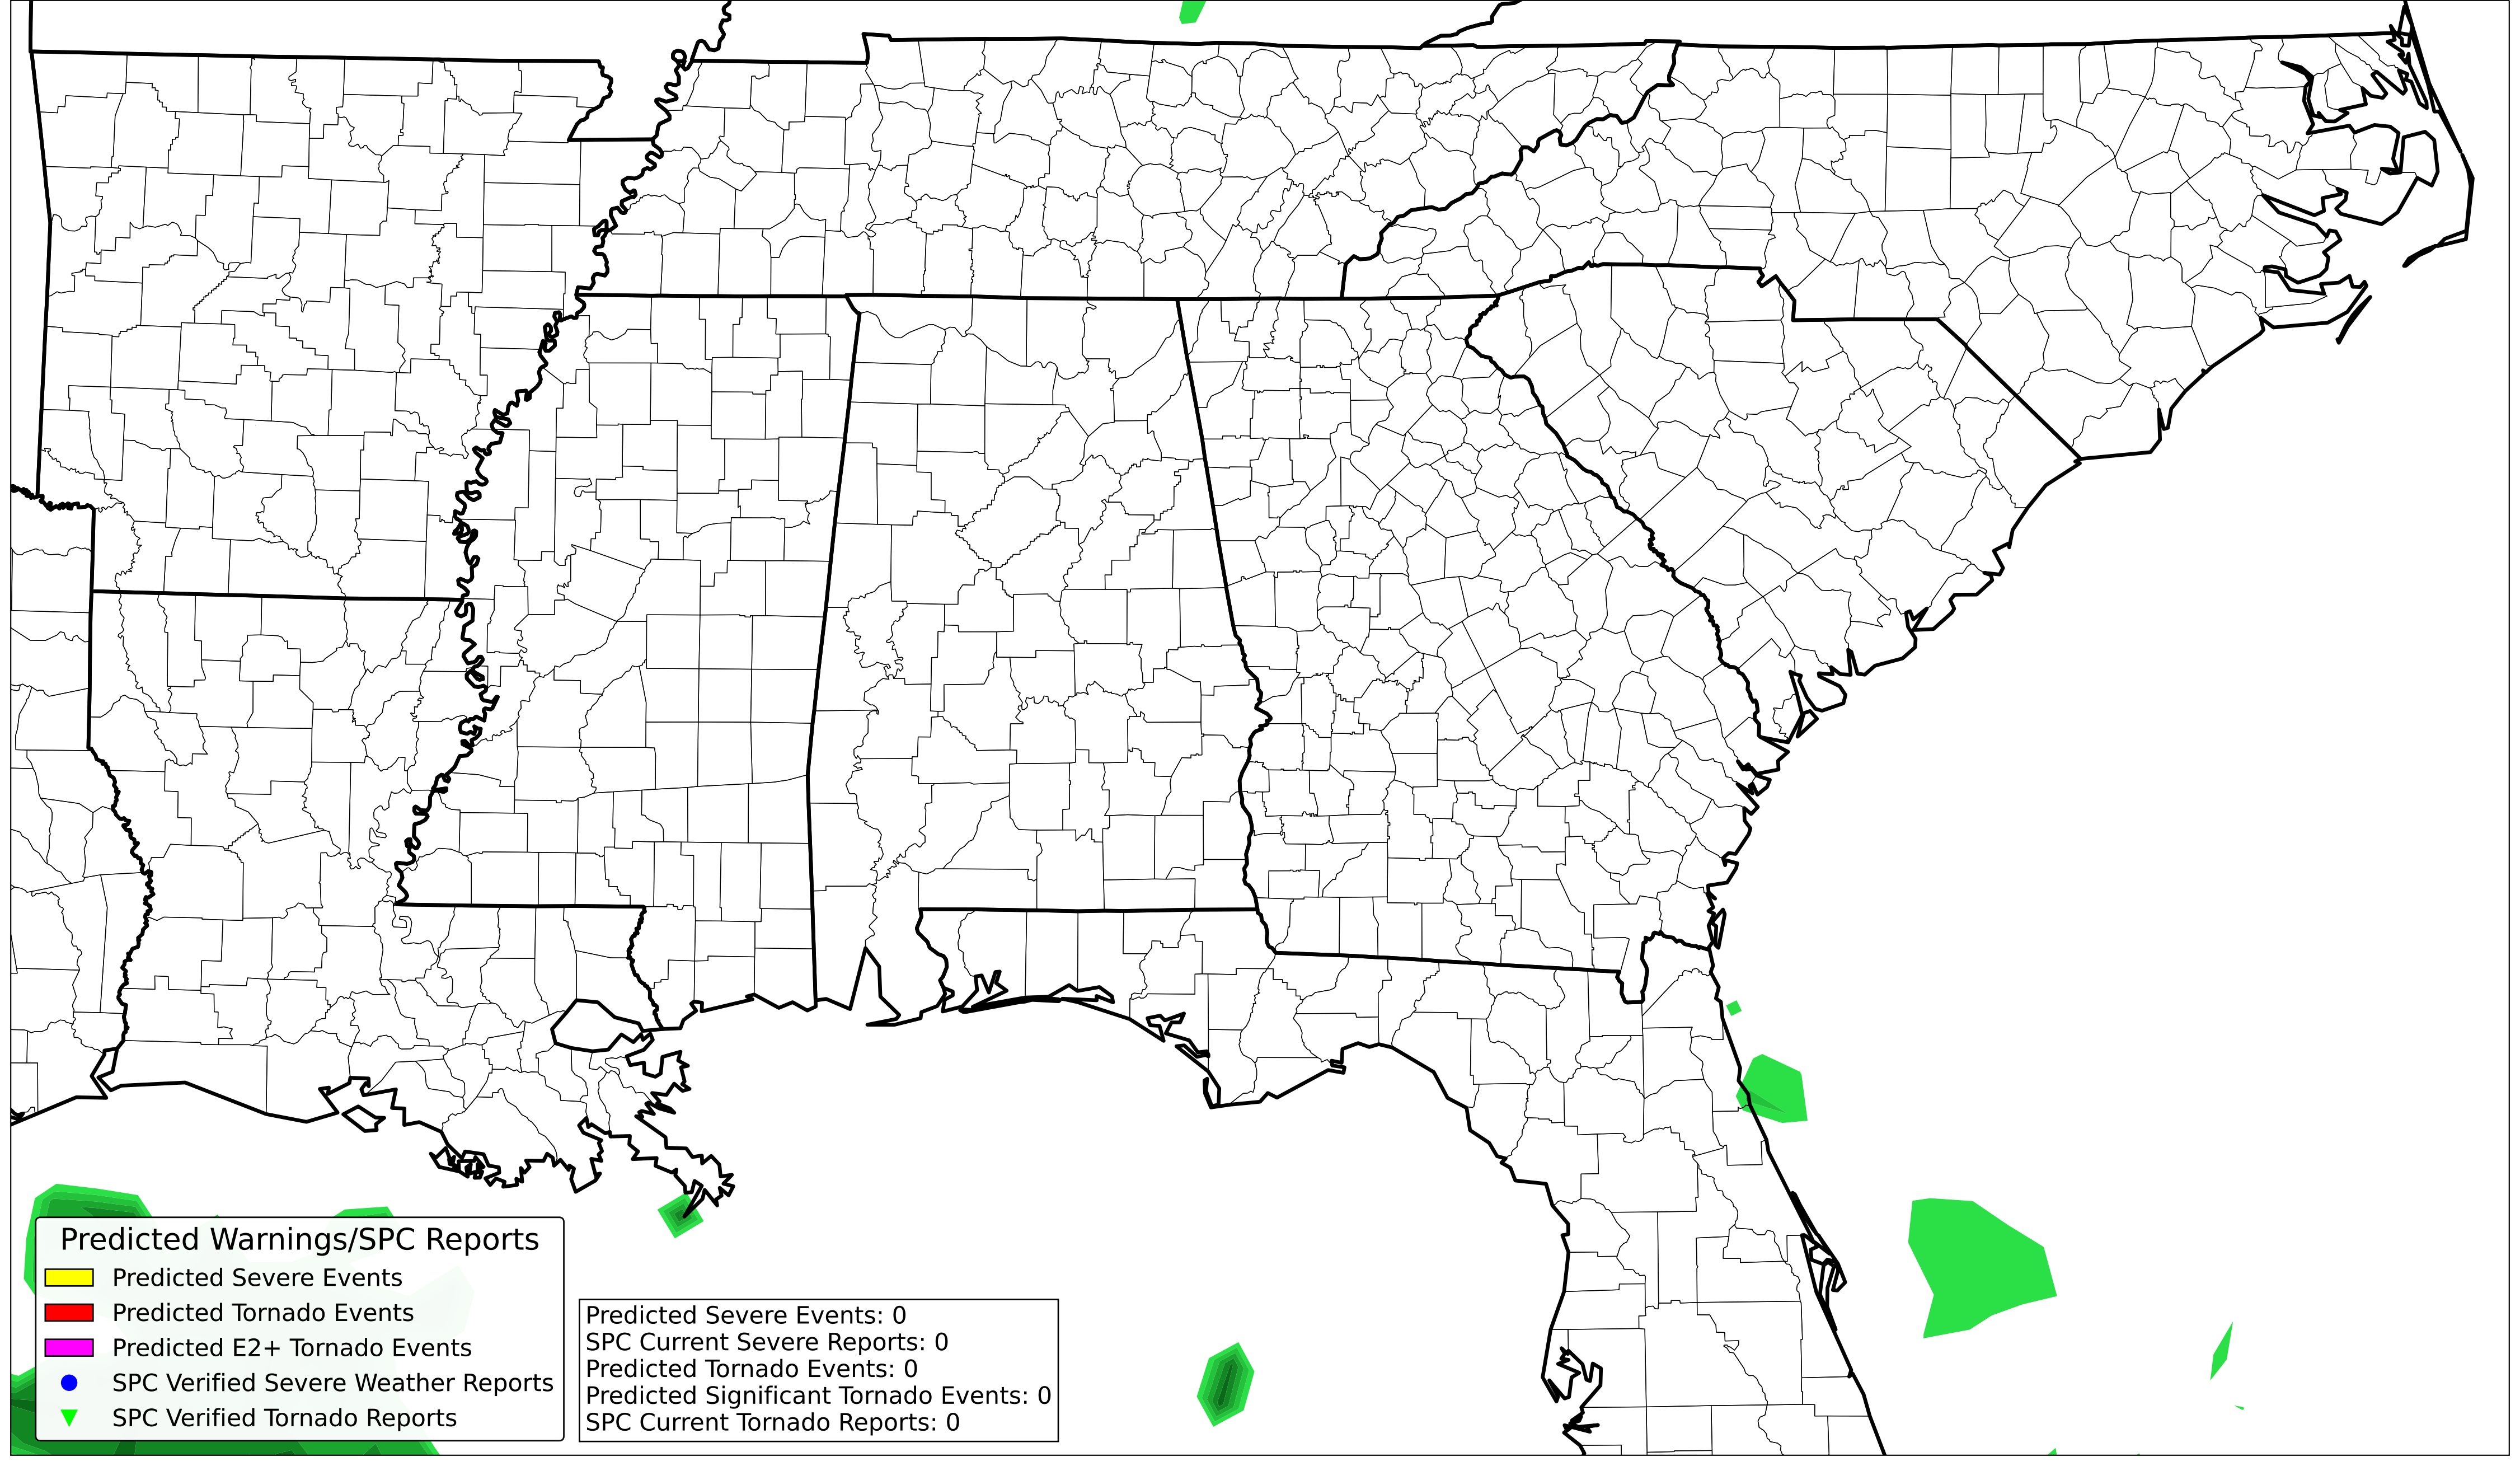 Predicted Warnings/SPC Reports
Predicted Severe Events
Predicted Tornado Events
Predicted E2+ Tornado Events
SPC Verified Severe Weather Reports
SPC Verified Tornado Reports
Predicted Severe Events: 0
SPC Current Severe Reports: 0
Predicted Tornado Events: 0
Predicted Significant Tornado Events: 0
SPC Current Tornado Reports: 0